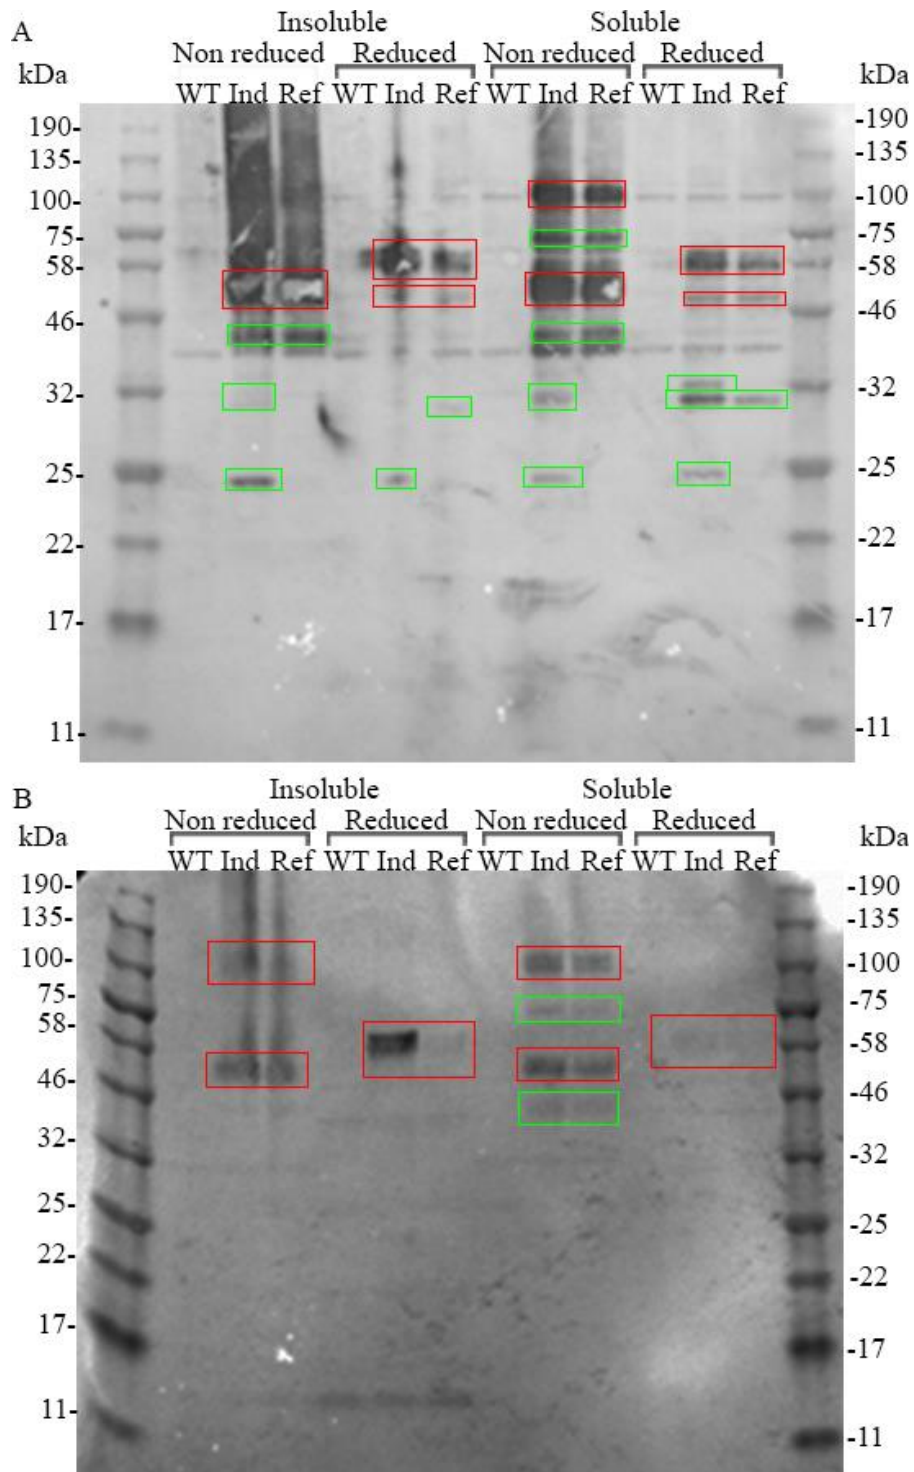 A
Insoluble Soluble
Non reduced Reduced Non reduced Reduced
kDa kDa
WT Ind Ref WT Ind Ref WT Ind Ref WT Ind Ref
190- -190
135- -135
100- -100
75- -75
58- -58
46- -46
32- -32
25- -25
22- -22
17- -17
11- -11
B
Insoluble Soluble
Non reduced Reduced Non reduced Reduced
kDa kDa
WT Ind Ref WT Ind Ref WT Ind Ref WT Ind Ref
190- -190
135- -135
100- -100
75- -75
58- -58
46- -46
32- -32
25- -25
22- -22
17- -17
11- -11